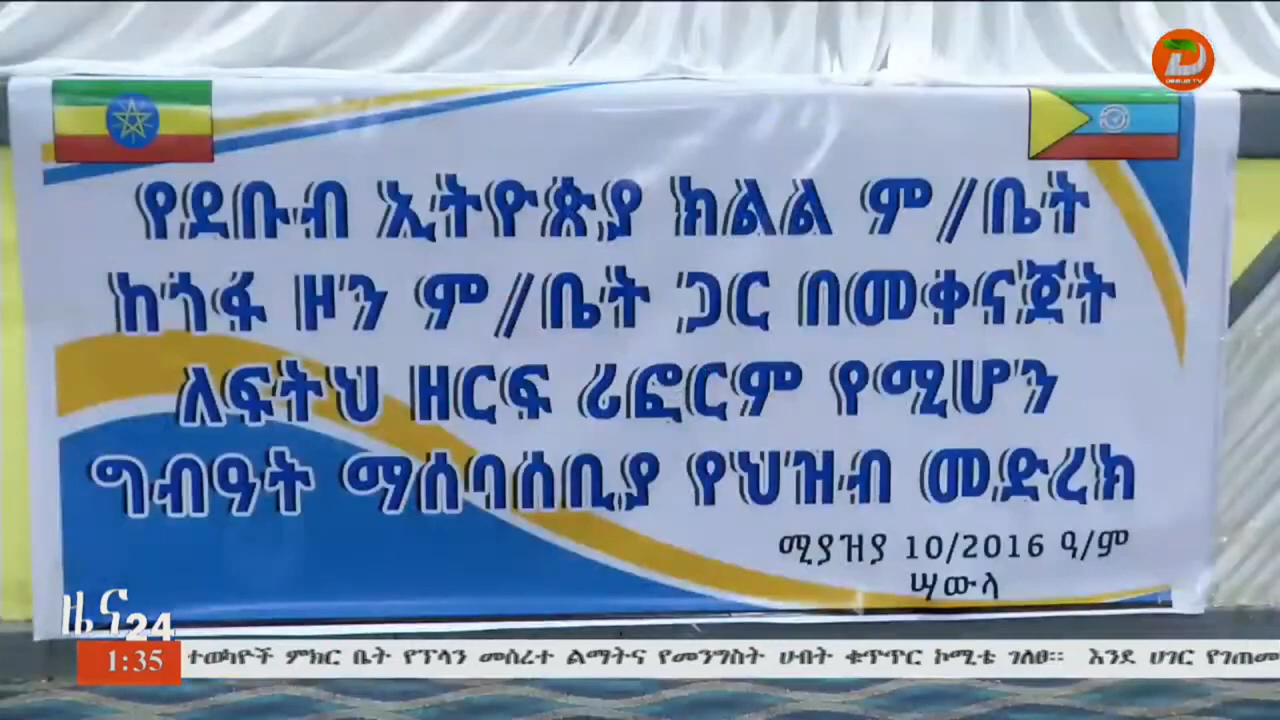 DEBUB TV
የደቡብ ኢትዮጵያ ክልል ም/ቤት
ከጎፋ ዞን ም/ቤት ጋር በመቀናጀት
ለፍትህ ዘርፍ ሪፎርም የሚሆን
ግብዓት ማሰባሰቢያ የህዝብ መድረክ
ሚያዝያ 10/2016 ዓ/ም
ሣውላ
ዜና24
1:35 ተወካዮች ምክር ቤት የፕላን መሰረተ ልማትና የመንግስት ሀብት ቁጥጥር ኮሚቴ ገለፀ። እንደ ሀገር የገጠመ